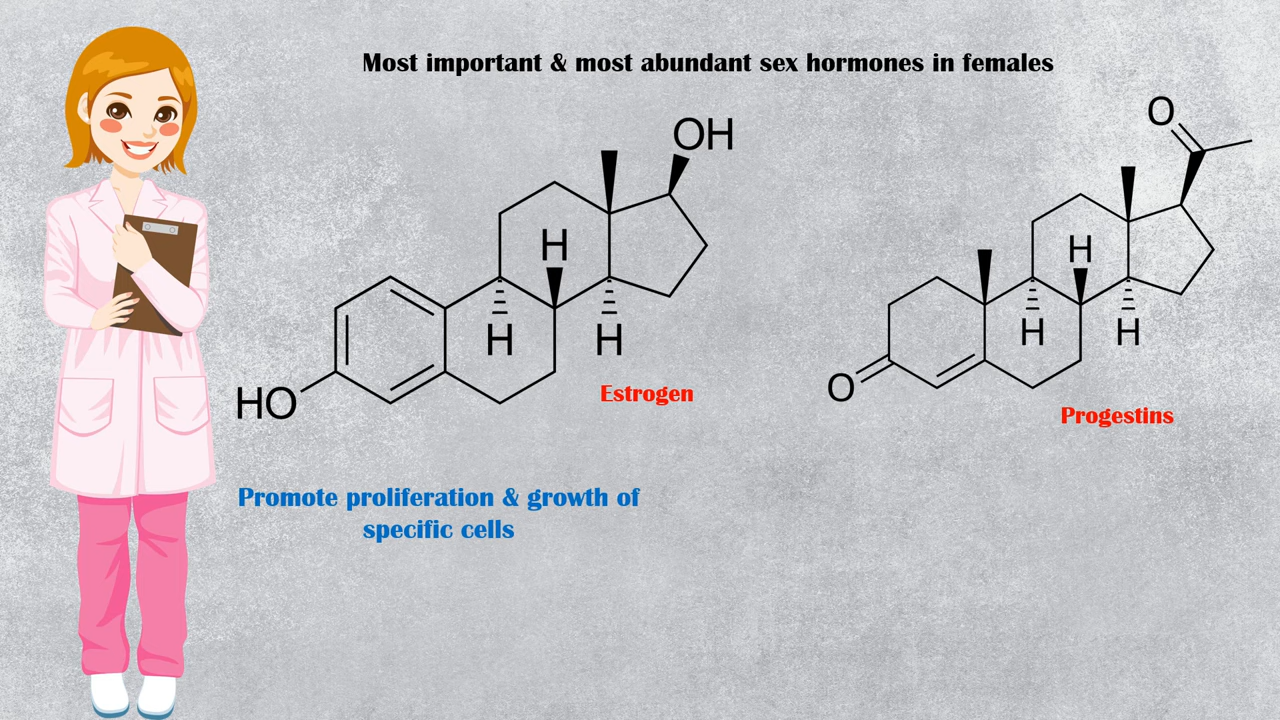 Most important & most abundant sex hormones in females
OH
H
H
H
HO
Estrogen
O
H
H
H
O
Progestins
Promote proliferation & growth of
specific cells